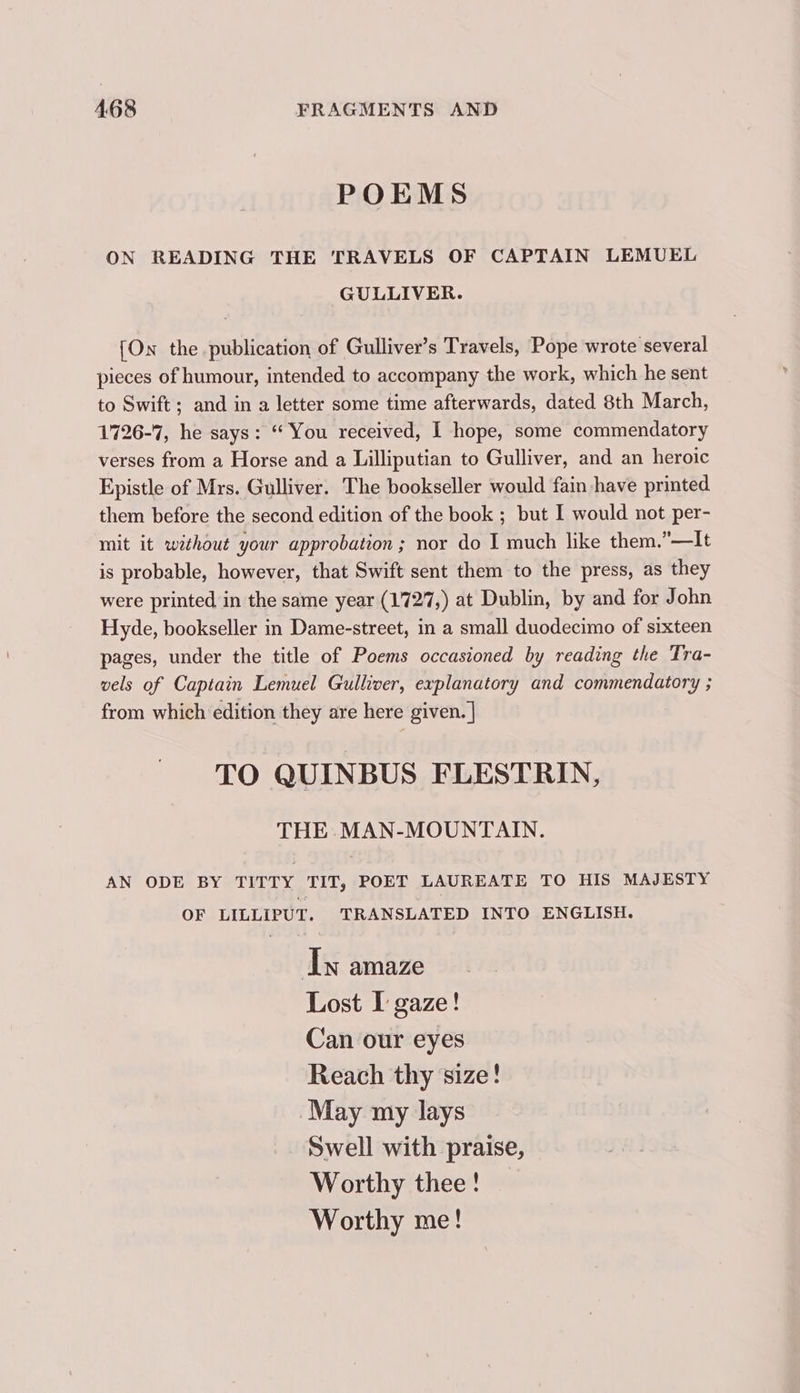 468 FRAGMENTS AND
POEMS
ON READING THE TRAVELS OF CAPTAIN LEMUEL
GULLIVER.
[On the publication of Gulliver's Travels, Pope wrote several
pieces of humour, intended to accompany the work, which he sent
to Swift; and in a letter some time afterwards, dated 8th March,
1726-7, he says: “You received, I hope, some commendatory
verses from a Horse and a Lilliputian to Gulliver, and an heroic
Epistle of Mrs. Gulliver. The bookseller would fain have printed
them before the second edition of the book; but I would not per-
mit it without your approbation; nor do I much like them.”—It
is probable, however, that Swift sent them to the press, as they
were printed in the same year (1727,) at Dublin, by and for John
Hyde, bookseller in Dame-street, in a small duodecimo of sixteen
pages, under the title of Poems occasioned by reading the Tra-
vels of Captain Lemuel Gulliver, explanatory and commendatory;
from which edition they are here given.]
TO QUINBUS FLESTRIN,
THE MAN-MOUNTAIN.
AN ODE BY TITTY TIT, POET LAUREATE TO HIS MAJESTY
OF LILLIPUT. TRANSLATED INTO ENGLISH.
In amaze
Lost I gaze!
Can our eyes
Reach thy size!
May my lays
Swell with praise,
Worthy thee!
Worthy me!